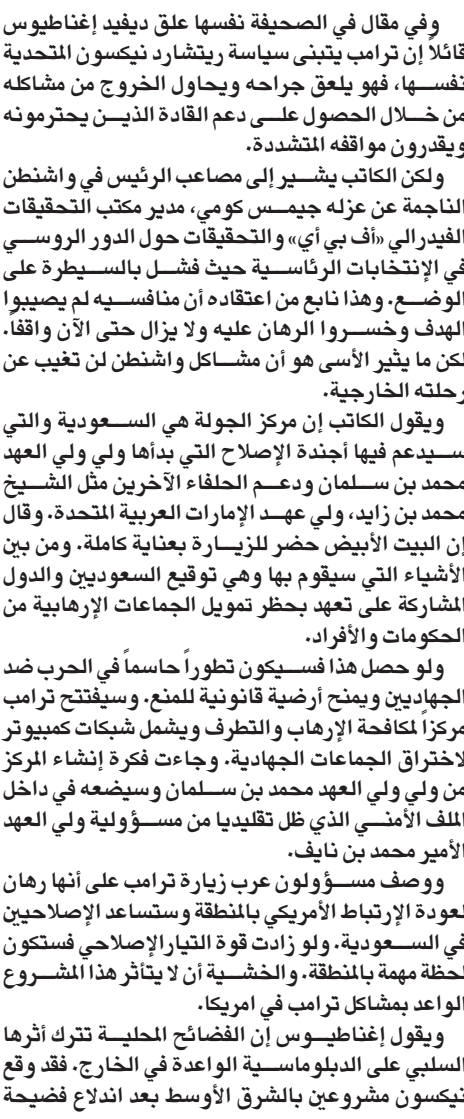 وفي مقال في الصحيفة نفسها علق ديفيد إغناطيوس
قائلاً إن ترامب يتبنى سياسة ريتشارد نيكسون المتحدية
نفسها، فهو يلعق جراحه ويحاول الخروج من مشاكله
من خلال الحصول على دعم القادة الذين يحترمونه
ويقدرون مواقفه المتشددة.
ولكن الكاتب يشير إلى مصاعب الرئيس في واشنطن
الناجمة عن عزله جيمس كومي، مدير مكتب التحقيقات
الفيدرالي «أف بي أي» والتحقيقات حول الدور الروسي
في الإنتخابات الرئاسية حيث فشل بالسيطرة على
الوضع. وهذا نابع من اعتقاده أن منافسيه لم يصيبوا
الهدف وخسروا الرهان عليه ولا يزال حتى الآن واقفاً.
لكن ما يثير الأسى هو أن مشاكل واشنطن لن تغيب عن
رحلته الخارجية.
ويقول الكاتب إن مركز الجولة هي السعودية والتي
سيدعم فيها أجندة الإصلاح التي بدأها ولي ولي العهد
محمد بن سلمان ودعم الحلفاء الآخرين مثل الشيخ
محمد بن زايد، ولي عهد الإمارات العربية المتحدة. وقال
إن البيت الأبيض حضر للزيارة بعناية كاملة. ومن بين
الأشياء التي سيقوم بها وهي توقيع السعوديين والدول
المشاركة على تعهد بحظر تمويل الجماعات الإرهابية من
الحكومات والأفراد.
ولو حصل هذا فسيكون تطوراً حاسماً في الحرب ضد
الجهاديين ويمنح أرضية قانونية للمنع. وسيفتتح ترامب
مركزاً لمكافحة الإرهاب والتطرف ويشمل شبكات كمبيوتر
لاختراق الجماعات الجهادية. وجاءت فكرة إنشاء المركز
من ولي ولي العهد محمد بن سلمان وسيضعه في داخل
الملف الأمني الذي ظل تقليديا من مسؤولية ولي العهد
الأمير محمد بن نايف.
ووصف مسؤولون عرب زيارة ترامب على أنها رهان
لعودة الإرتباط الأمريكي بالمنطقة وستساعد الإصلاحيين
في السعودية. ولو زادت قوة التيارالإصلاحي فستكون
لحظة مهمة بالمنطقة. والخشية أن لا يتأثر هذا المشروع
الواعد بمشاكل ترامب في امريكا.
ويقول إغناطيوس إن الفضائح المحلية تترك أثرها
السلبي على الدبلوماسية الواعدة في الخارج. فقد وقع
نيكسون مشروعين بالشرق الأوسط بعد اندلاع فضيحة